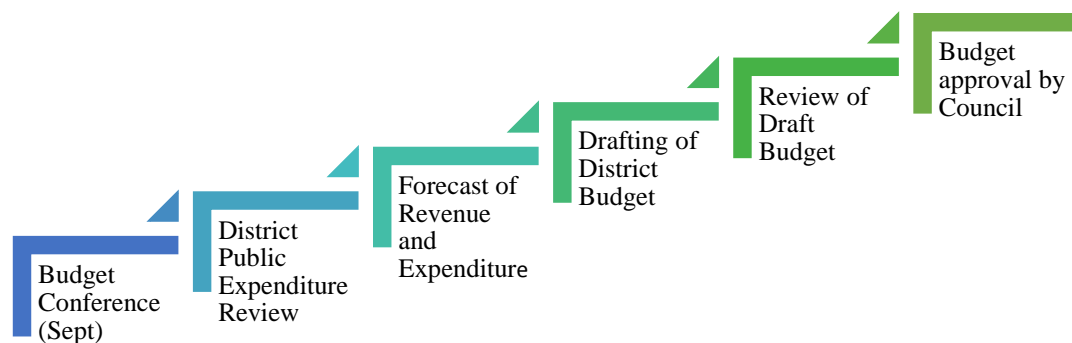 Budget
Conference
(Sept)
District
Public
Expenditure
Review
Forecast of
Revenue
and
Expenditure
Drafting of
District
Budget
Review of
Draft
Budget
Budget
approval by
Council